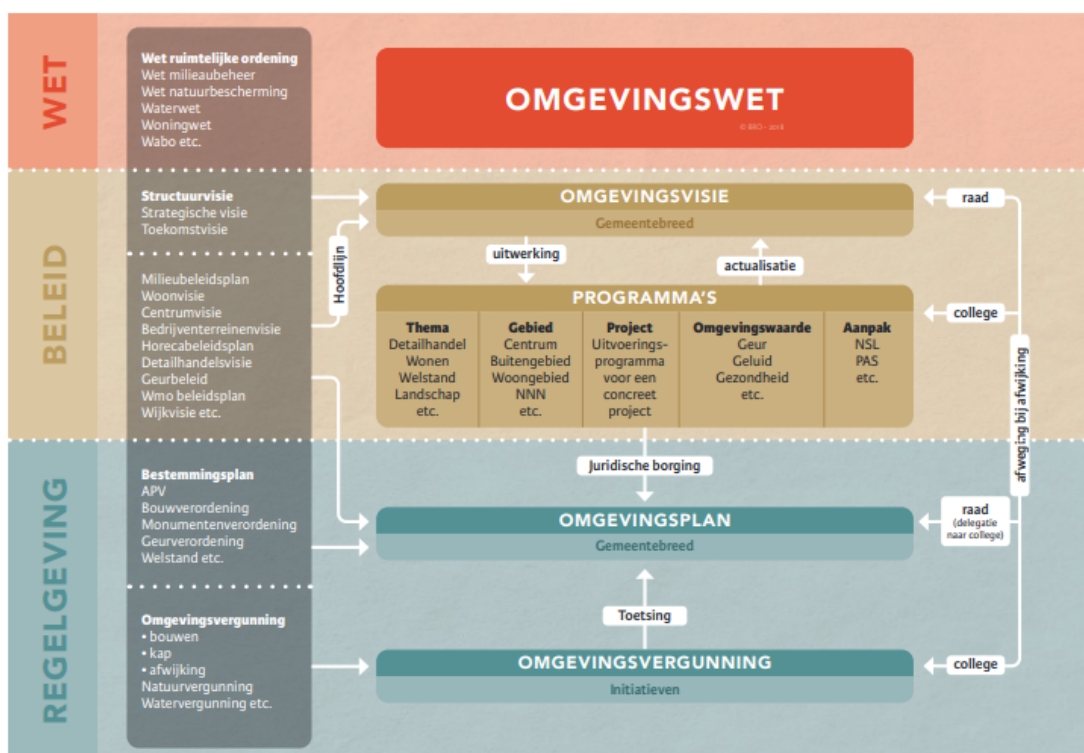 WET
Wet ruimtelijke ordening
Wet milieaubeheer
Wet natuurbescherming
Waterwet
Woningwet
Wabo etc.
OMGEVINGSWET
© BRO - 2018
BELEID
Structuurvisie
Strategische visie
Toekomstvisie
Milieubeleidsplan
Woonvisie
Centrumvisie
Bedrijventerreinenvisie
Horecabeleidsplan
Detailhandelsvisie
Geurbeleid
Wmo beleidsplan
Wijkvisie etc.
Hoofdlijn
OMGEVINGSVISIE
Gemeentebreed
uitwerking
actualisatie
PROGRAMMA'S
Thema
Detailhandel
Wonen
Welstand
Landschap
etc.
Gebied
Centrum
Buitengebied
Woongebied
NNN
etc.
Project
Uitvoerings-
programma
voor een
concreet
project
Omgevingswaarde
Geur
Geluid
Gezondheid
etc.
Aanpak
NSL
PAS
etc.
raad
college
afweging bij afwijking
REGELGEVING
Bestemmingsplan
APV
Bouwverordening
Monumentenverordening
Geurverordening
Welstand etc.
Omgevingsvergunning
• bouwen
• kap
• afwijking
Natuurvergunning
Watervergunning etc.
Juridische borging
OMGEVINGSPLAN
Gemeentebreed
raad
(delegatie
naar college)
Toetsing
OMGEVINGSVERGUNNING
Initiatieven
college